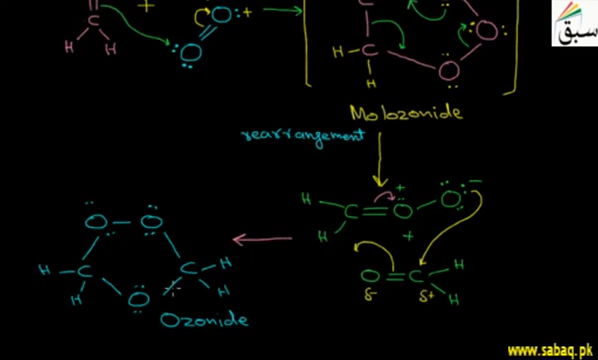 C + O +
H H O
H C O
H O
سبق
Molozonide
rearrangement
+ −
H C = O – O
H +
O – O
O = C H
H C C H
δ- δ+ H
H O H
Ozonide
www.sabaq.pk